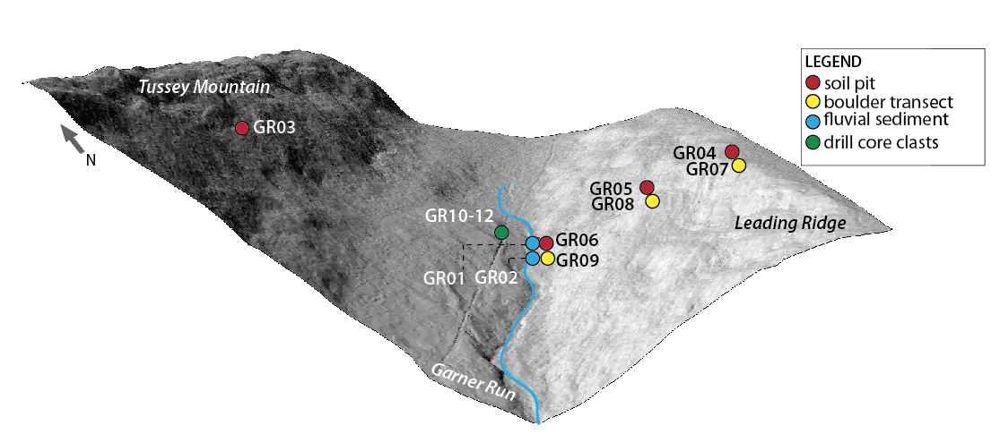 LEGEND
soil pit
boulder transect
fluvial sediment
drill core clasts
Tussey Mountain
GR03
N
GR04
GR07
GR05
GR08
Leading Ridge
GR10-12
GR06
GR09
GR01 GR02
Garner Run